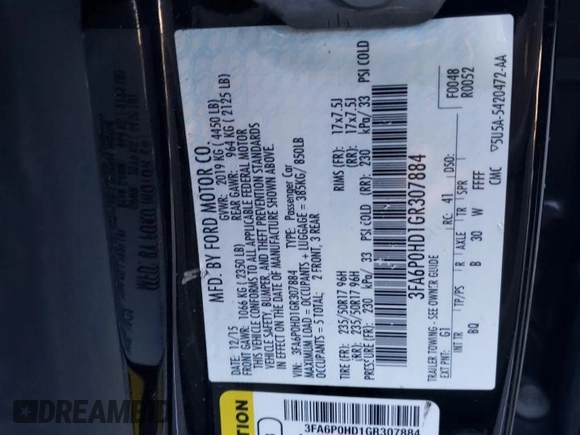 MFD. BY FORD MOTOR CO.
12/15 GVWR: 2019 KG ( 4450 LB)
FRONT GAWR: 1066 KG ( 2350 LB) REAR GAWR: 964 KG ( 2125 LB)
THIS VEHICLE CONFORMS TO ALL APPLICABLE FEDERAL MOTOR
VEHICLE SAFETY, BUMPER, AND THEFT PREVENTION STANDARDS
IN EFFECT ON THE DATE OF MANUFACTURE SHOWN ABOVE.
VIN: 3FA6P0HD1GR307884 TYPE: Passenger Car
MAXIMUM LOAD = OCCUPANTS + LUGGAGE = 385KG/ 850LB
OCCUPANTS = 5 TOTAL: 2 FRONT, 3 REAR
TIRE (FR): 235/50R17 96H RIMS (FR): 17x7.5J
(RR): 235/50R17 96H (RR): 17x7.5J
PRESSURE (FR): 230 kPa/ 33 PSI COLD (RR): 230 kPa/ 33 PSI COLD
3FA6P0HD1GR307884
F0048
R0052
TRAILER TOWING - SEE OWNER GUIDE
EXT PNT: G1 RC: 41 DSO:
INT TR TP/PS R AXLE TR SPR
BQ B 30 W FFFF
CMC 5U5A-5420472-AA
3FA6P0HD1GR307884
DREAMBID